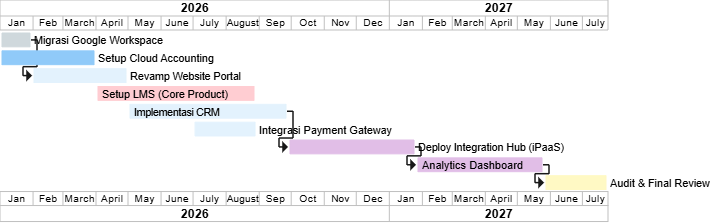 2026 2027
Jan Feb March April May June July August Sep Oct Nov Dec Jan Feb March April May June July
Migrasi Google Workspace
Setup Cloud Accounting
Revamp Website Portal
Setup LMS (Core Product)
Implementasi CRM
Integrasi Payment Gateway
Deploy Integration Hub (iPaaS)
Analytics Dashboard
Audit & Final Review
Jan Feb March April May June July August Sep Oct Nov Dec Jan Feb March April May June July
2026 2027